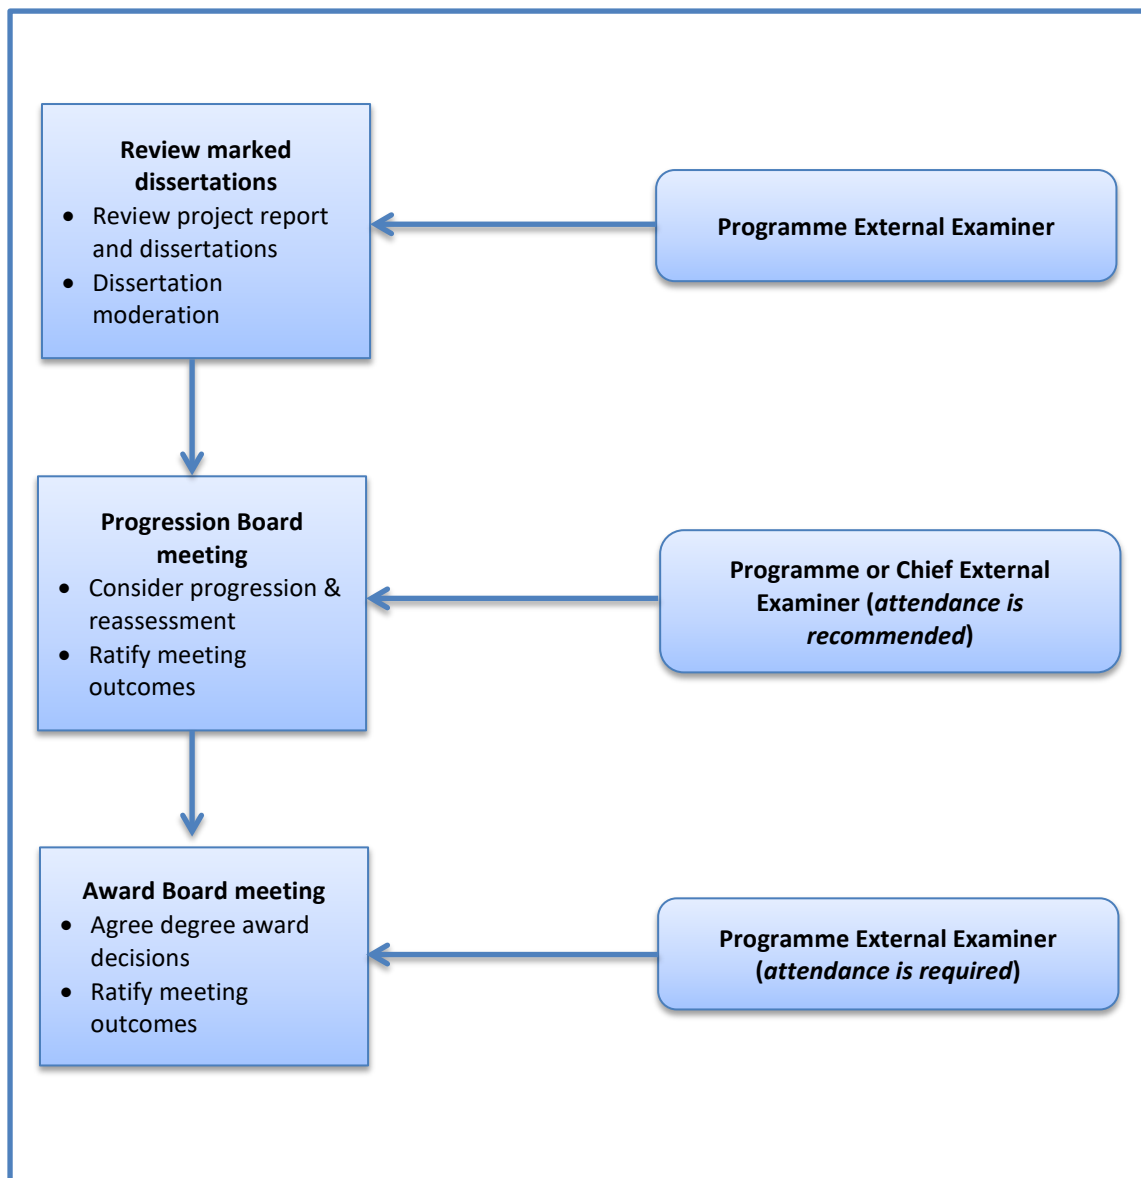 Review marked
dissertations
• Review project report
and dissertations
• Dissertation
moderation
Programme External Examiner
Progression Board
meeting
• Consider progression &
reassessment
• Ratify meeting
outcomes
Programme or Chief External
Examiner (attendance is
recommended)
Award Board meeting
• Agree degree award
decisions
• Ratify meeting
outcomes
Programme External Examiner
(attendance is required)